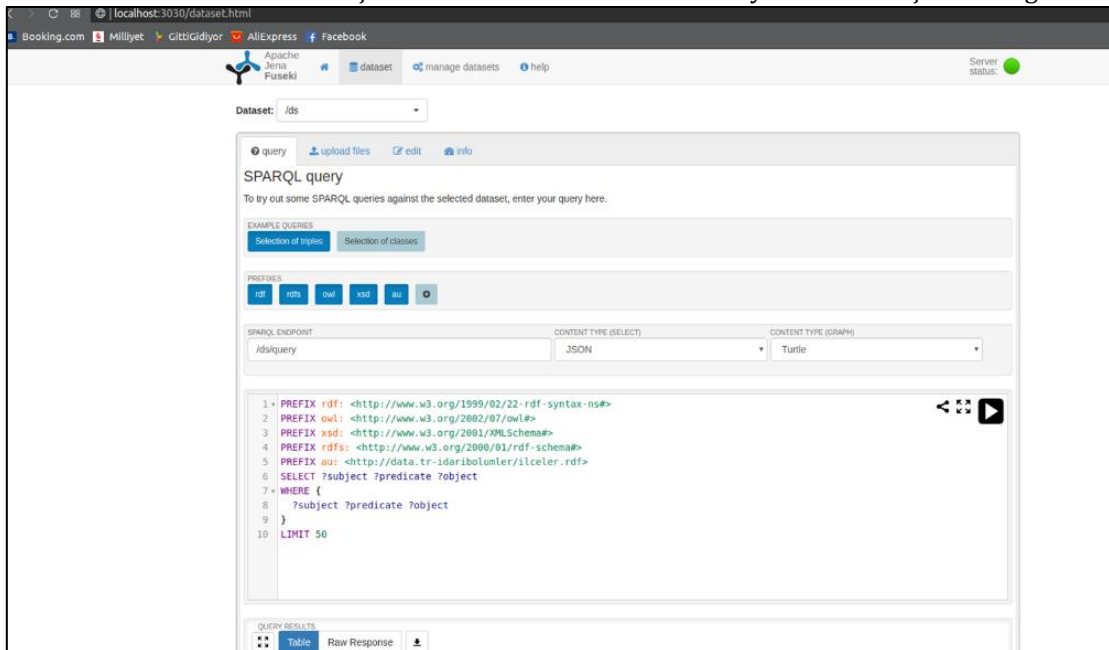 localhost:3030/dataset.html
Booking.com Milliyet GittiGidiyor AliExpress Facebook
Apache Jena Fuseki dataset manage datasets help Server status:
Dataset: /ds
query upload files edit info
SPARQL query
To try out some SPARQL queries against the selected dataset, enter your query here.
EXAMPLE QUERIES
Selection of triples Selection of classes
PREFIXES
rdf rdfs owl xsd au
SPARQL ENDPOINT CONTENT TYPE (SELECT) CONTENT TYPE (GRAPH)
/ds/query JSON Turtle
1 PREFIX rdf: <http://www.w3.org/1999/02/22-rdf-syntax-ns#>
2 PREFIX owl: <http://www.w3.org/2002/07/owl#>
3 PREFIX xsd: <http://www.w3.org/2001/XMLSchema#>
4 PREFIX rdfs: <http://www.w3.org/2000/01/rdf-schema#>
5 PREFIX au: <http://data.tr-idaribolumler/ilceler.rdf>
6 SELECT ?subject ?predicate ?object
7 WHERE {
8 ?subject ?predicate ?object
9 }
10 LIMIT 50
QUERY RESULTS
Table Raw Response